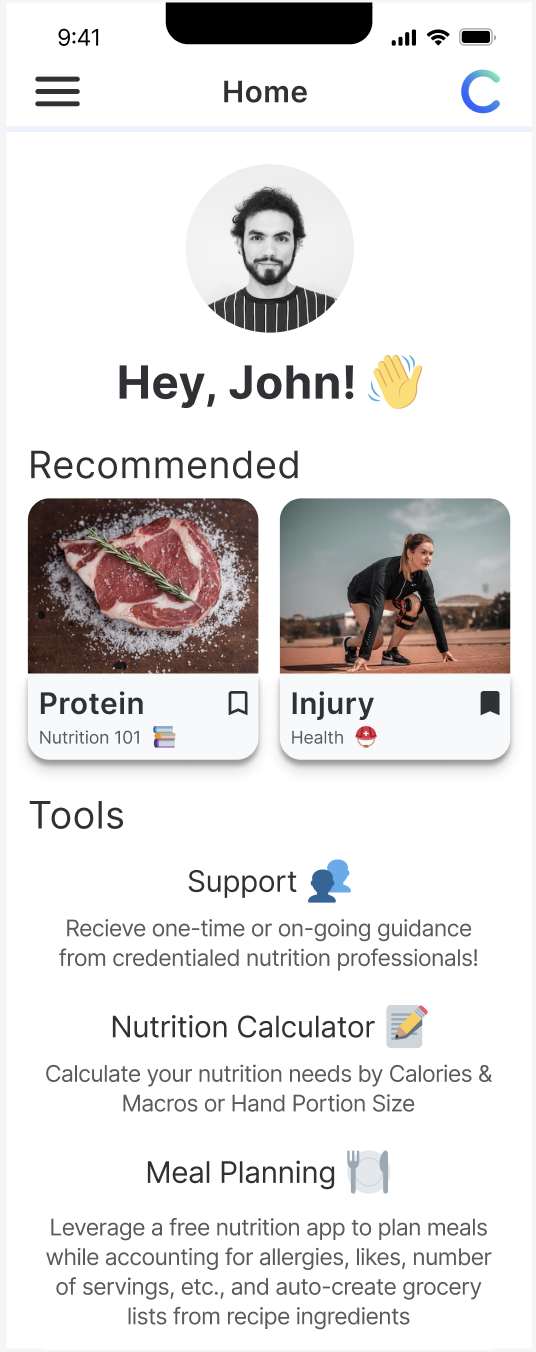 9:41
Home
Hey, John! 👋
Recommended
Protein
Nutrition 101 📚
Injury
Health ⛑️
Tools
Support 👥
Recieve one-time or on-going guidance
from credentialed nutrition professionals!
Nutrition Calculator 📝
Calculate your nutrition needs by Calories &
Macros or Hand Portion Size
Meal Planning 🍽️
Leverage a free nutrition app to plan meals
while accounting for allergies, likes, number
of servings, etc., and auto-create grocery
lists from recipe ingredients